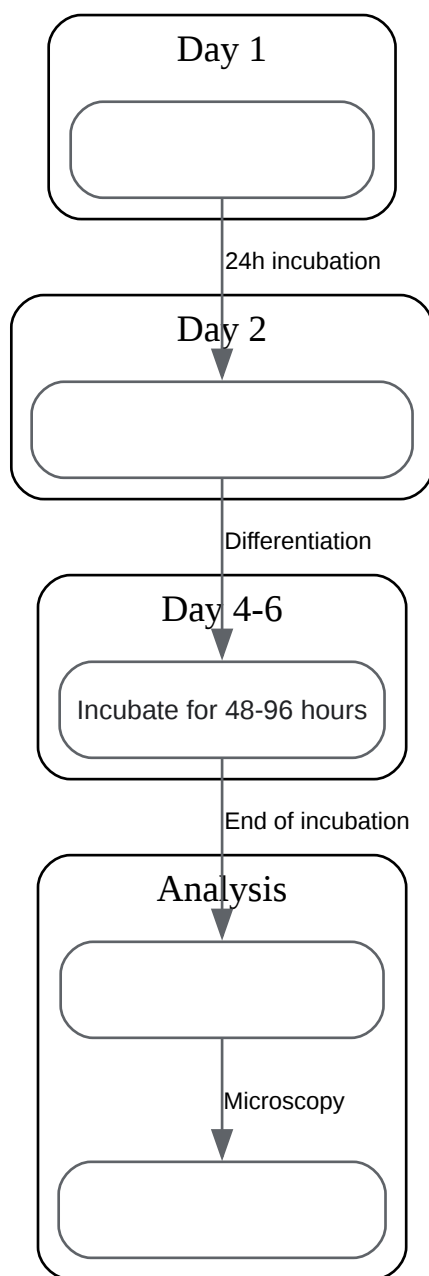 Day 1
24h incubation
Day 2
Differentiation
Day 4-6
Incubate for 48-96 hours
End of incubation
Analysis
Microscopy